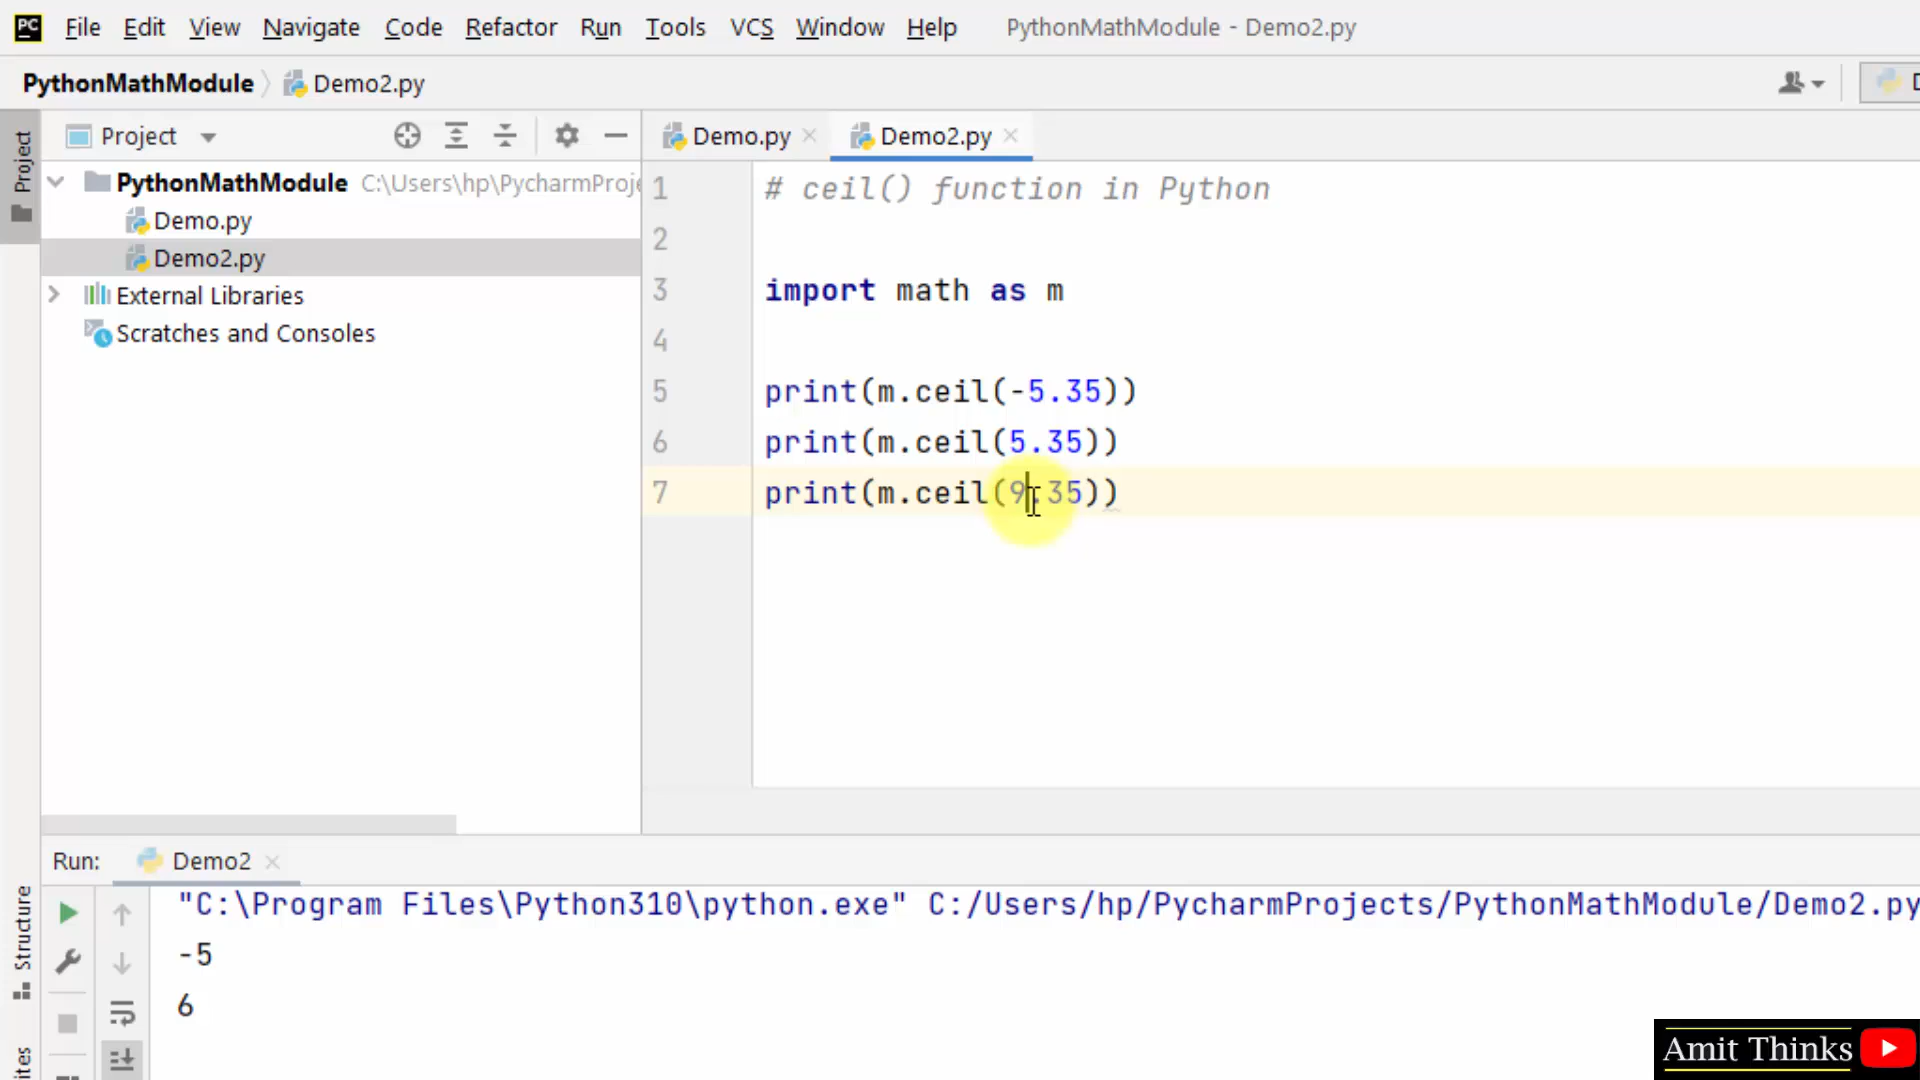 PC File Edit View Navigate Code Refactor Run Tools VCS Window Help PythonMathModule - Demo2.py
PythonMathModule Demo2.py
Project Demo.py Demo2.py
Project
PythonMathModule C:\Users\hp\PycharmProje
Demo.py
Demo2.py
External Libraries
Scratches and Consoles
1 # ceil() function in Python
2
3 import math as m
4
5 print(m.ceil(-5.35))
6 print(m.ceil(5.35))
7 print(m.ceil(9.35))
Run: Demo2
Structure
"C:\Program Files\Python310\python.exe" C:/Users/hp/PycharmProjects/PythonMathModule/Demo2.py
-5
6
Amit Thinks